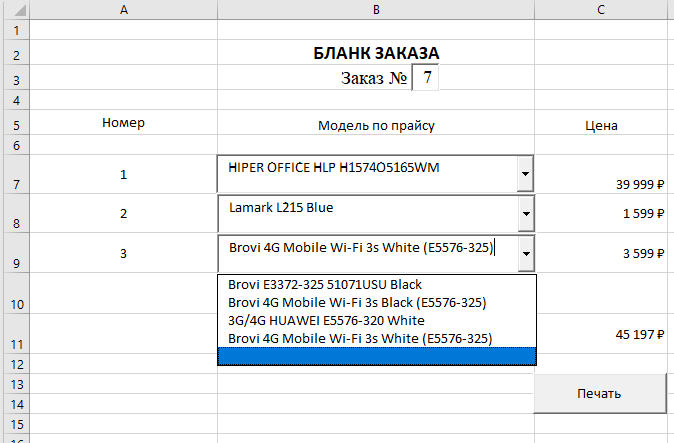 A B C
1
2 БЛАНК ЗАКАЗА
3 Заказ № 7
4
5 Номер Модель по прайсу Цена
6
7 1 HIPER OFFICE HLP H1574O5165WM 39 999 ₽
8 2 Lamark L215 Blue 1 599 ₽
9 3 Brovi 4G Mobile Wi-Fi 3s White (E5576-325) 3 599 ₽
Brovi E3372-325 51071USU Black
10 Brovi 4G Mobile Wi-Fi 3s Black (E5576-325)
3G/4G HUAWEI E5576-320 White
11 Brovi 4G Mobile Wi-Fi 3s White (E5576-325) 45 197 ₽
12
13 Печать
14
15
16